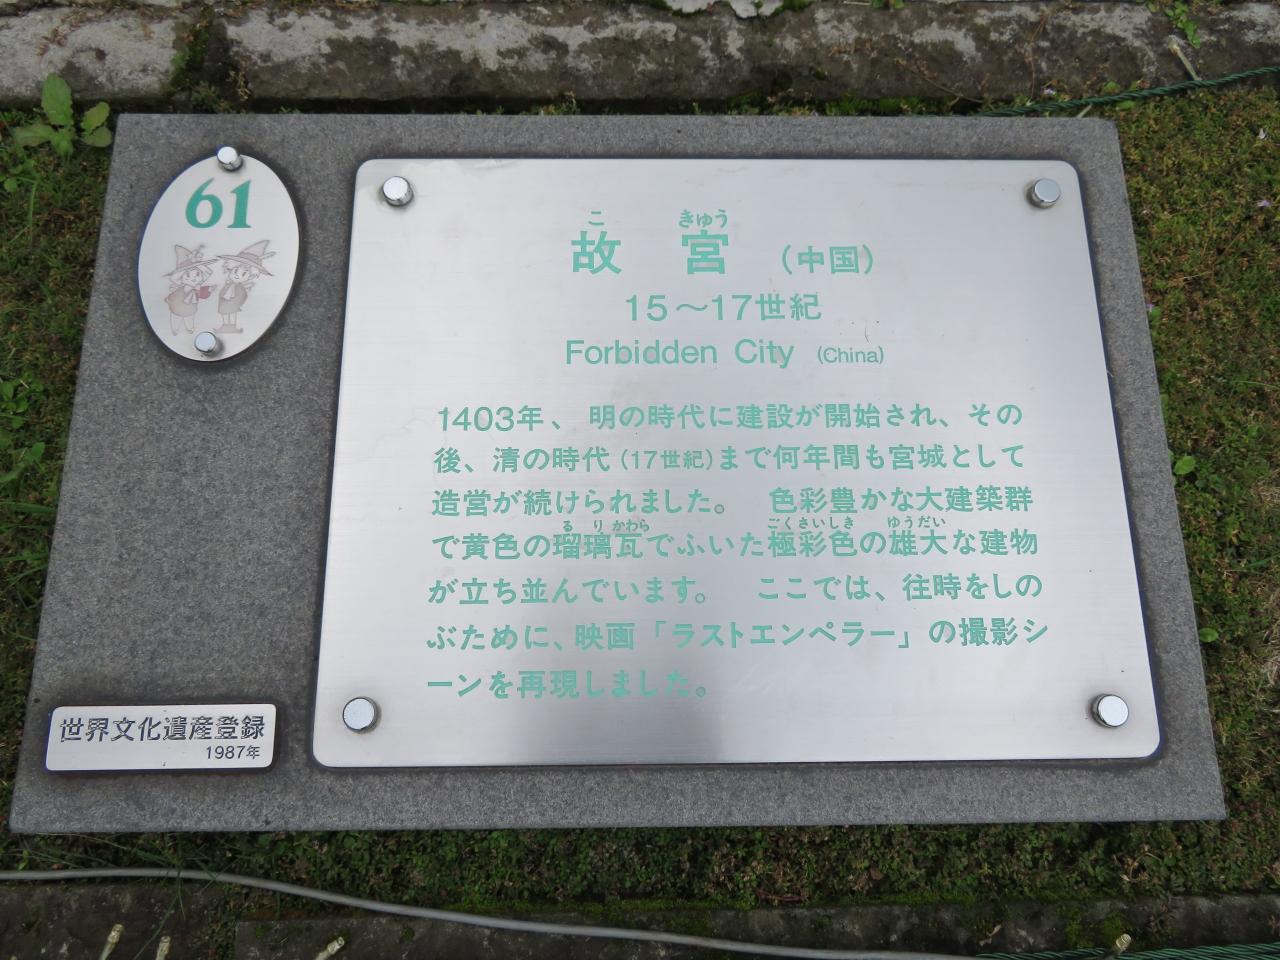 61
故宮 (中国)
こ きゅう
15～17世紀
Forbidden City (China)
1403年、明の時代に建設が開始され、その
後、清の時代(17世紀)まで何年間も宮城として
造営が続けられました。 色彩豊かな大建築群
で黄色の瑠璃瓦でふいた極彩色の雄大な建物
る り かわら ごくさいしき ゆうだい
が立ち並んでいます。 ここでは、往時をしの
ぶために、映画「ラストエンペラー」の撮影シ
ーンを再現しました。
世界文化遺産登録
1987年